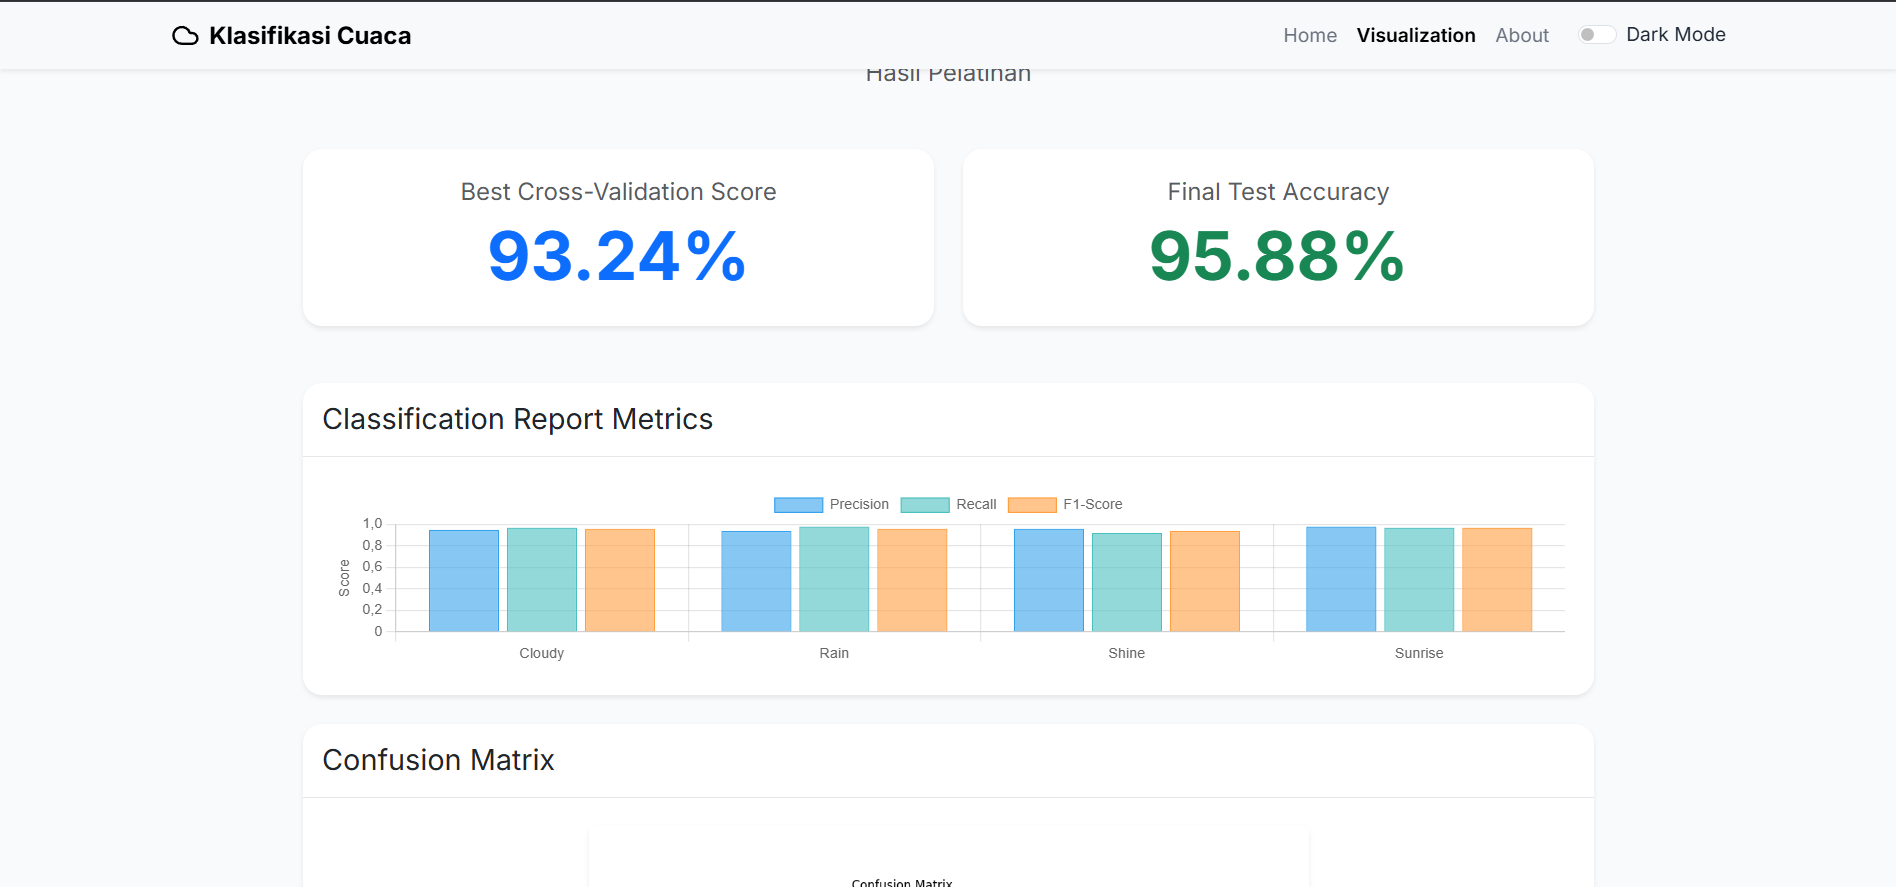 Klasifikasi Cuaca
Home Visualization About Dark Mode
Hasil Pelatihan
Best Cross-Validation Score
93.24%
Final Test Accuracy
95.88%
Classification Report Metrics
Precision Recall F1-Score
Score
1,0
0,8
0,6
0,4
0,2
0
Cloudy Rain Shine Sunrise
Confusion Matrix
Confusion Matrix